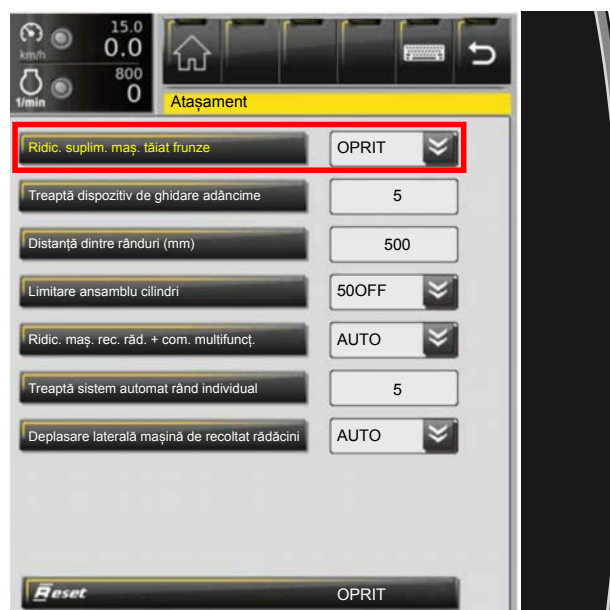 15.0
km/h 0.0
800
1/min 0
Atașament
Ridic. suplim. maș. tăiat frunze OPRIT
Treaptă dispozitiv de ghidare adâncime 5
Distanță dintre rânduri (mm) 500
Limitare ansamblu cilindri 50OFF
Ridic. maș. rec. răd. + com. multifuncț. AUTO
Treaptă sistem automat rând individual 5
Deplasare laterală mașină de recoltat rădăcini AUTO
Reset OPRIT